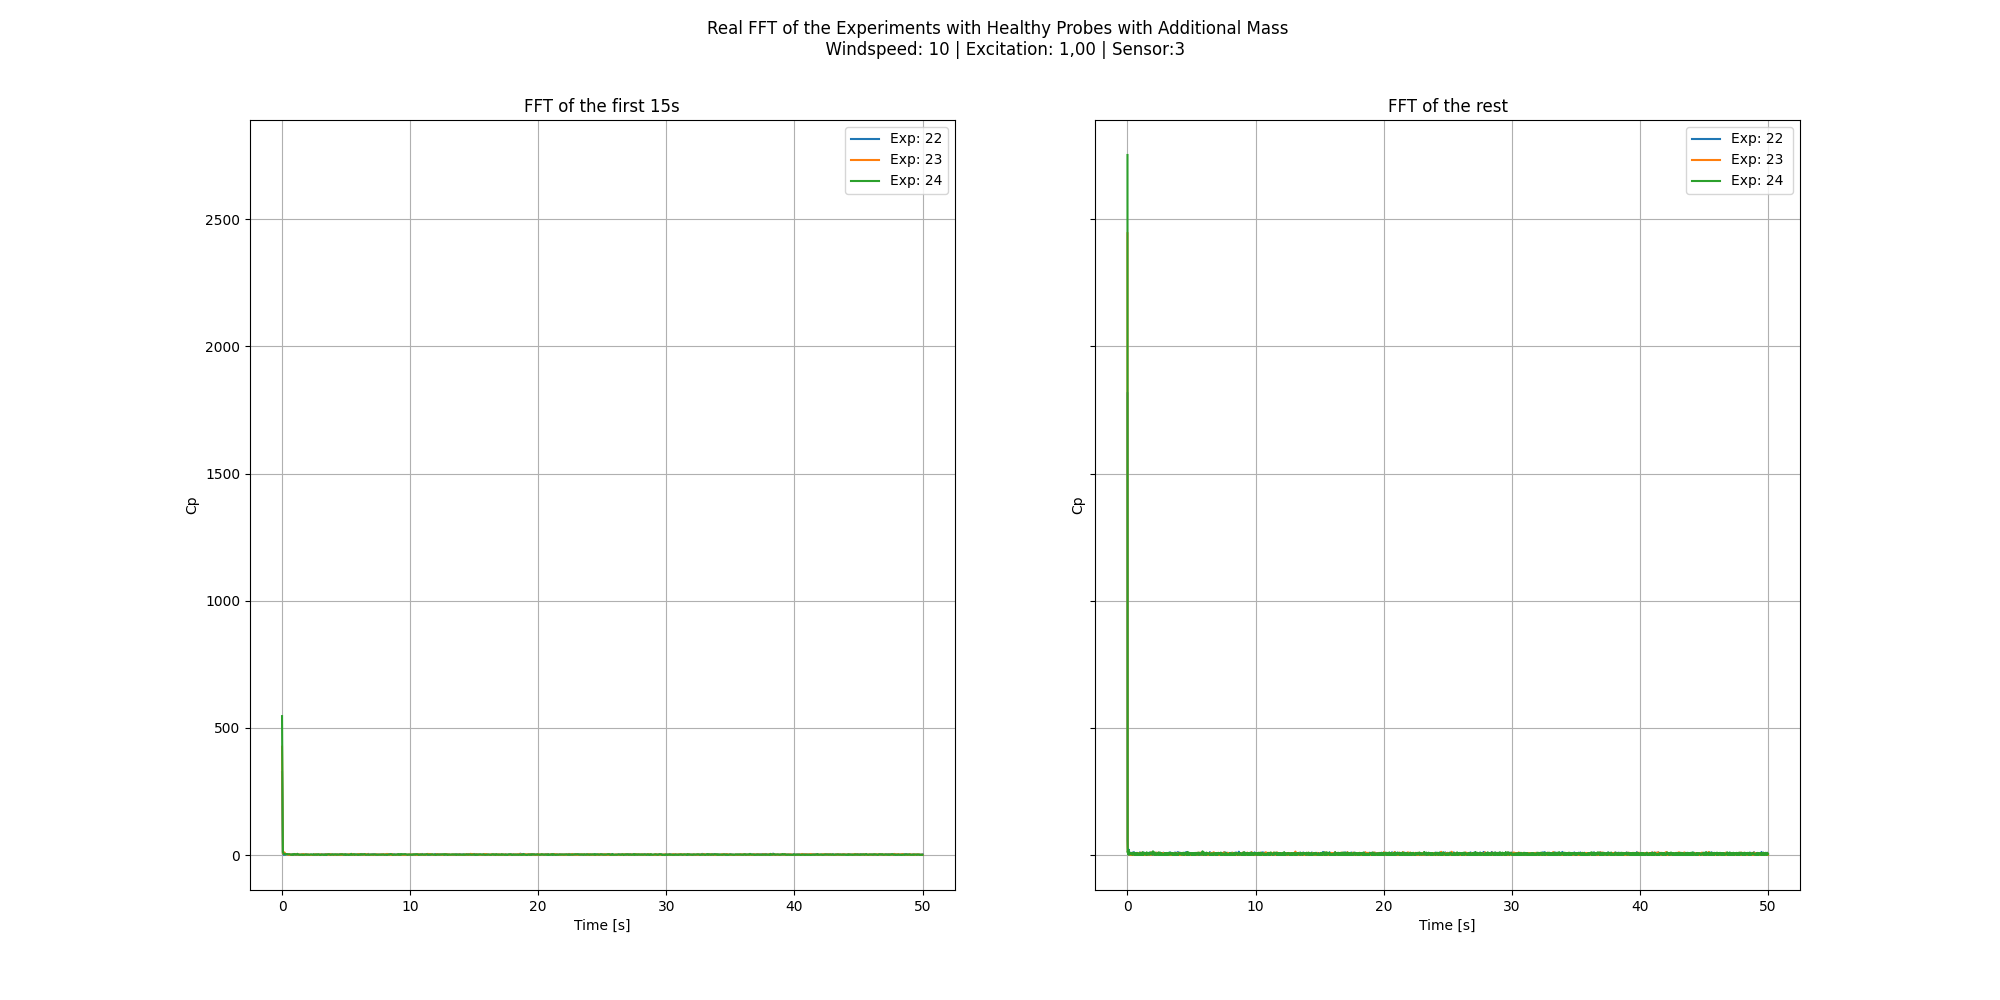 Real FFT of the Experiments with Healthy Probes with Additional Mass
Windspeed: 10 | Excitation: 1,00 | Sensor:3
FFT of the first 15s
Exp: 22
Exp: 23
Exp: 24
2500
2000
1500
1000
500
0
Cp
0 10 20 30 40 50
Time [s]
FFT of the rest
Exp: 22
Exp: 23
Exp: 24
Cp
0 10 20 30 40 50
Time [s]